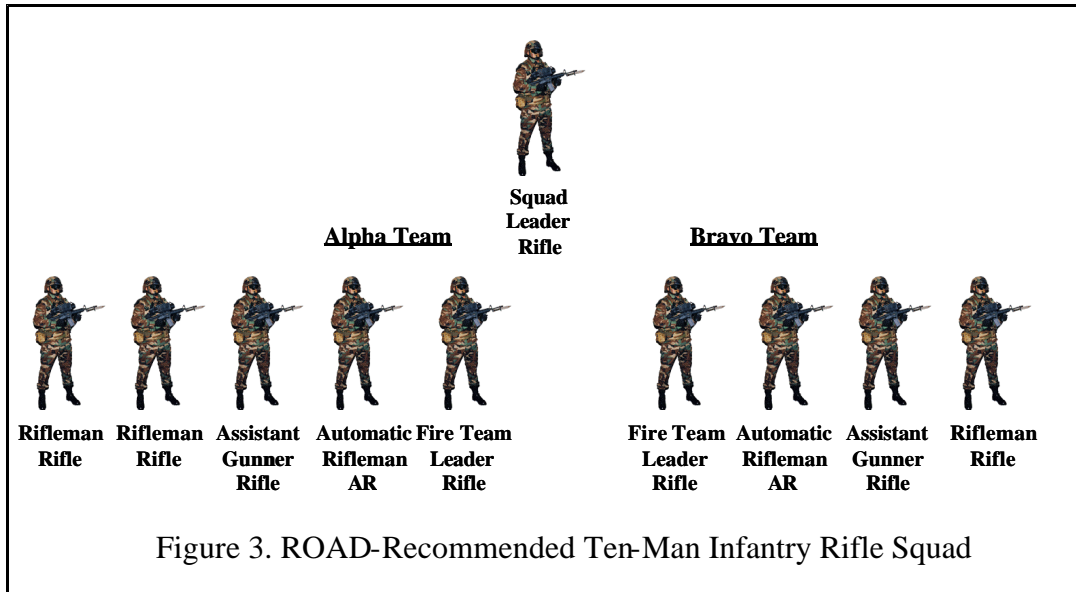 Squad
Leader
Rifle
Alpha Team
Bravo Team
Rifleman
Rifle
Rifleman
Rifle
Assistant
Gunner
Rifle
Automatic
Rifleman
AR
Fire Team
Leader
Rifle
Fire Team
Leader
Rifle
Automatic
Rifleman
AR
Assistant
Gunner
Rifle
Rifleman
Rifle
Figure 3. ROAD-Recommended Ten-Man Infantry Rifle Squad